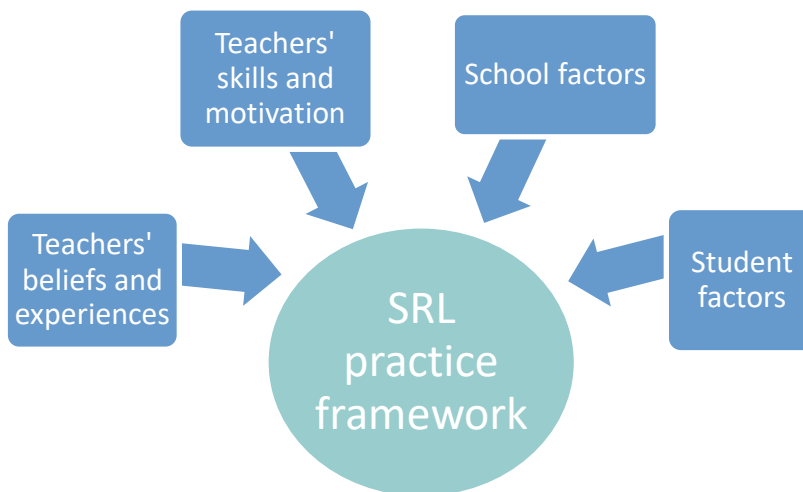 Teachers'
skills and
motivation
School factors
Teachers'
beliefs and
experiences
Student
factors
SRL
practice
framework